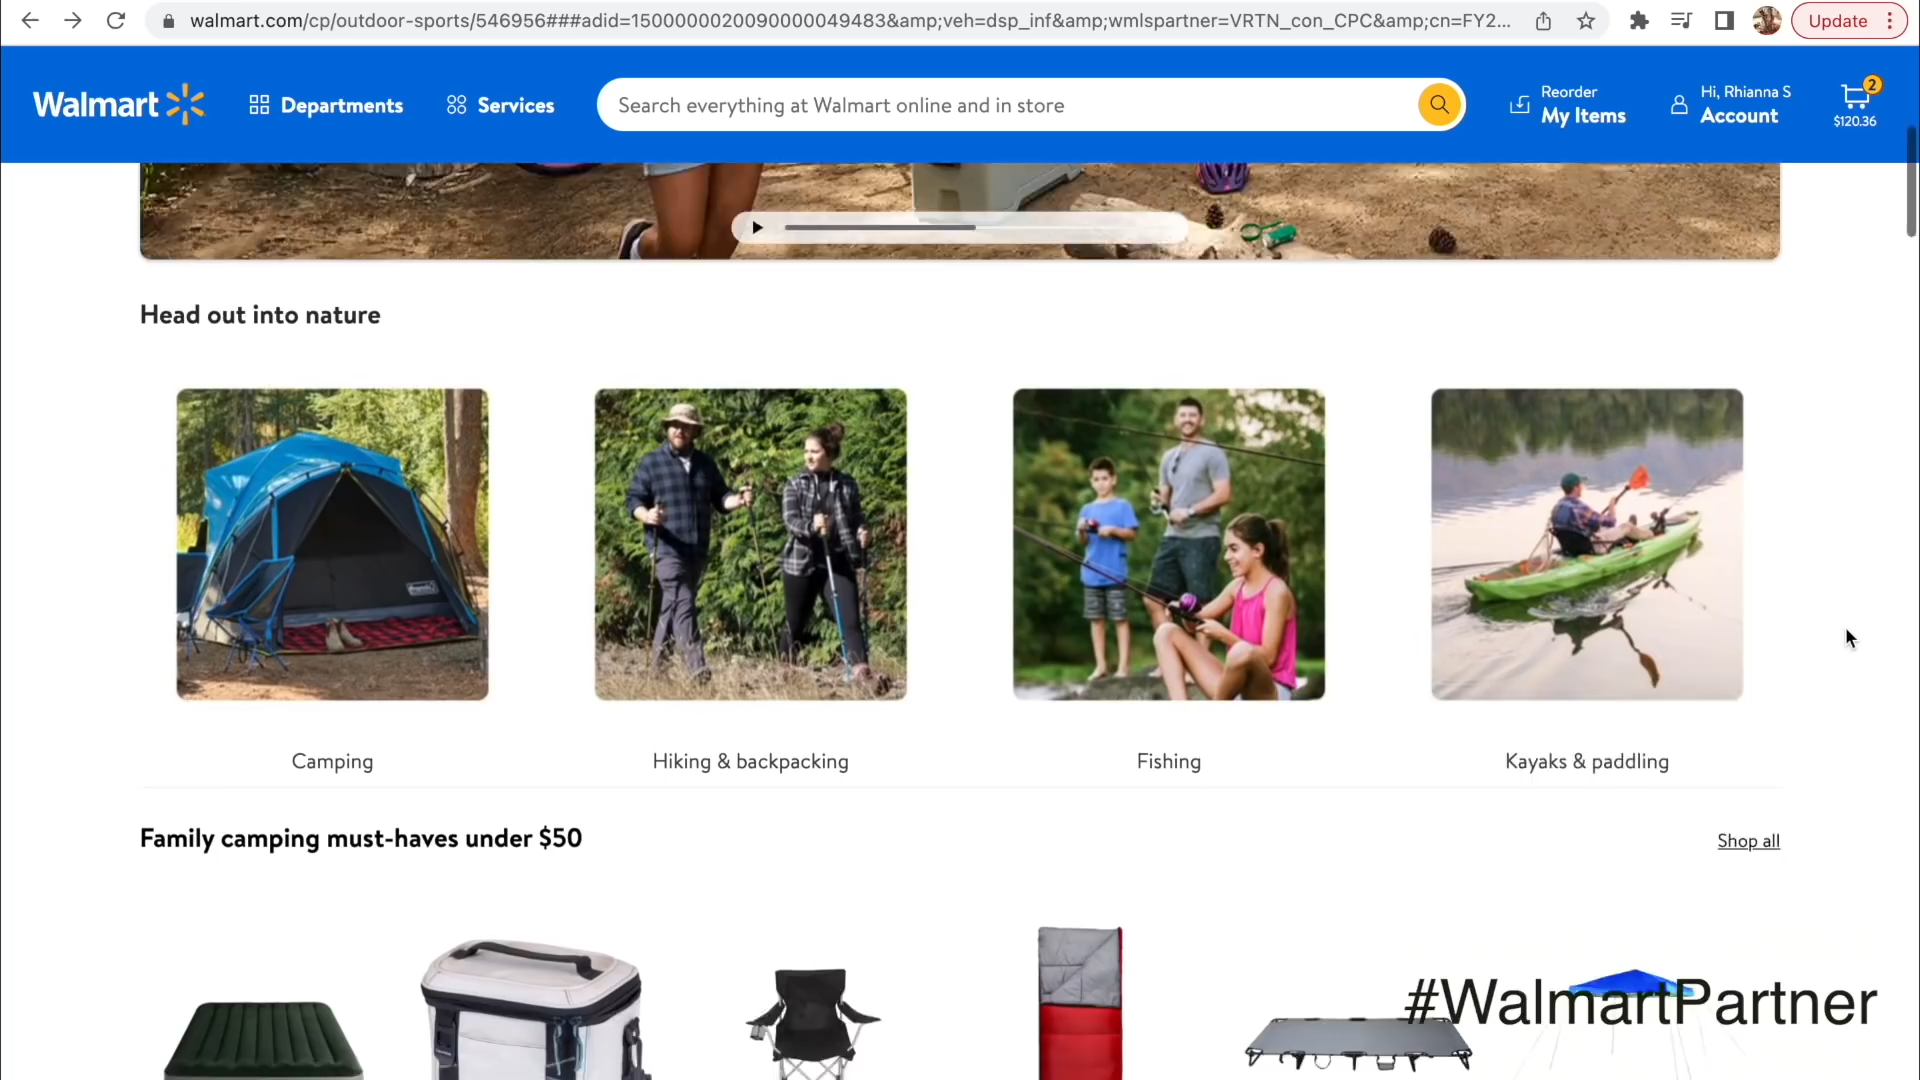 walmart.com/cp/outdoor-sports/546956###adid=1500000020090000049483&amp;veh=dsp_inf&amp;wmlspartner=VRTN_con_CPC&amp;cn=FY2...
Update
Walmart
Departments
Services
Search everything at Walmart online and in store
Reorder
My Items
Hi, Rhianna S
Account
2
$120.36
Head out into nature
Camping
Hiking & backpacking
Fishing
Kayaks & paddling
Family camping must-haves under $50
Shop all
#WalmartPartner